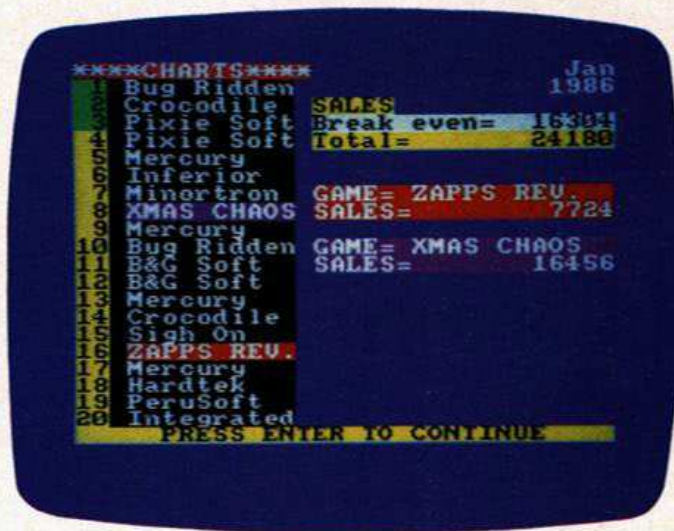 ****CHARTS****
Jan
1986
1 Bug Ridden
2 Crocodile
3 Pixie Soft
4 Pixie Soft
5 Mercury
6 Inferior
7 Minortron
8 XMAS CHAOS
9 Mercury
10 Bug Ridden
11 B&G Soft
12 B&G Soft
13 Mercury
14 Crocodile
15 Sigh On
16 ZAPPS REV.
17 Mercury
18 Hardtek
19 PeruSoft
20 Integrated
SALES
Break even= 16304
Total= 24180
GAME= ZAPPS REV.
SALES= 7724
GAME= XMAS CHAOS
SALES= 16456
PRESS ENTER TO CONTINUE